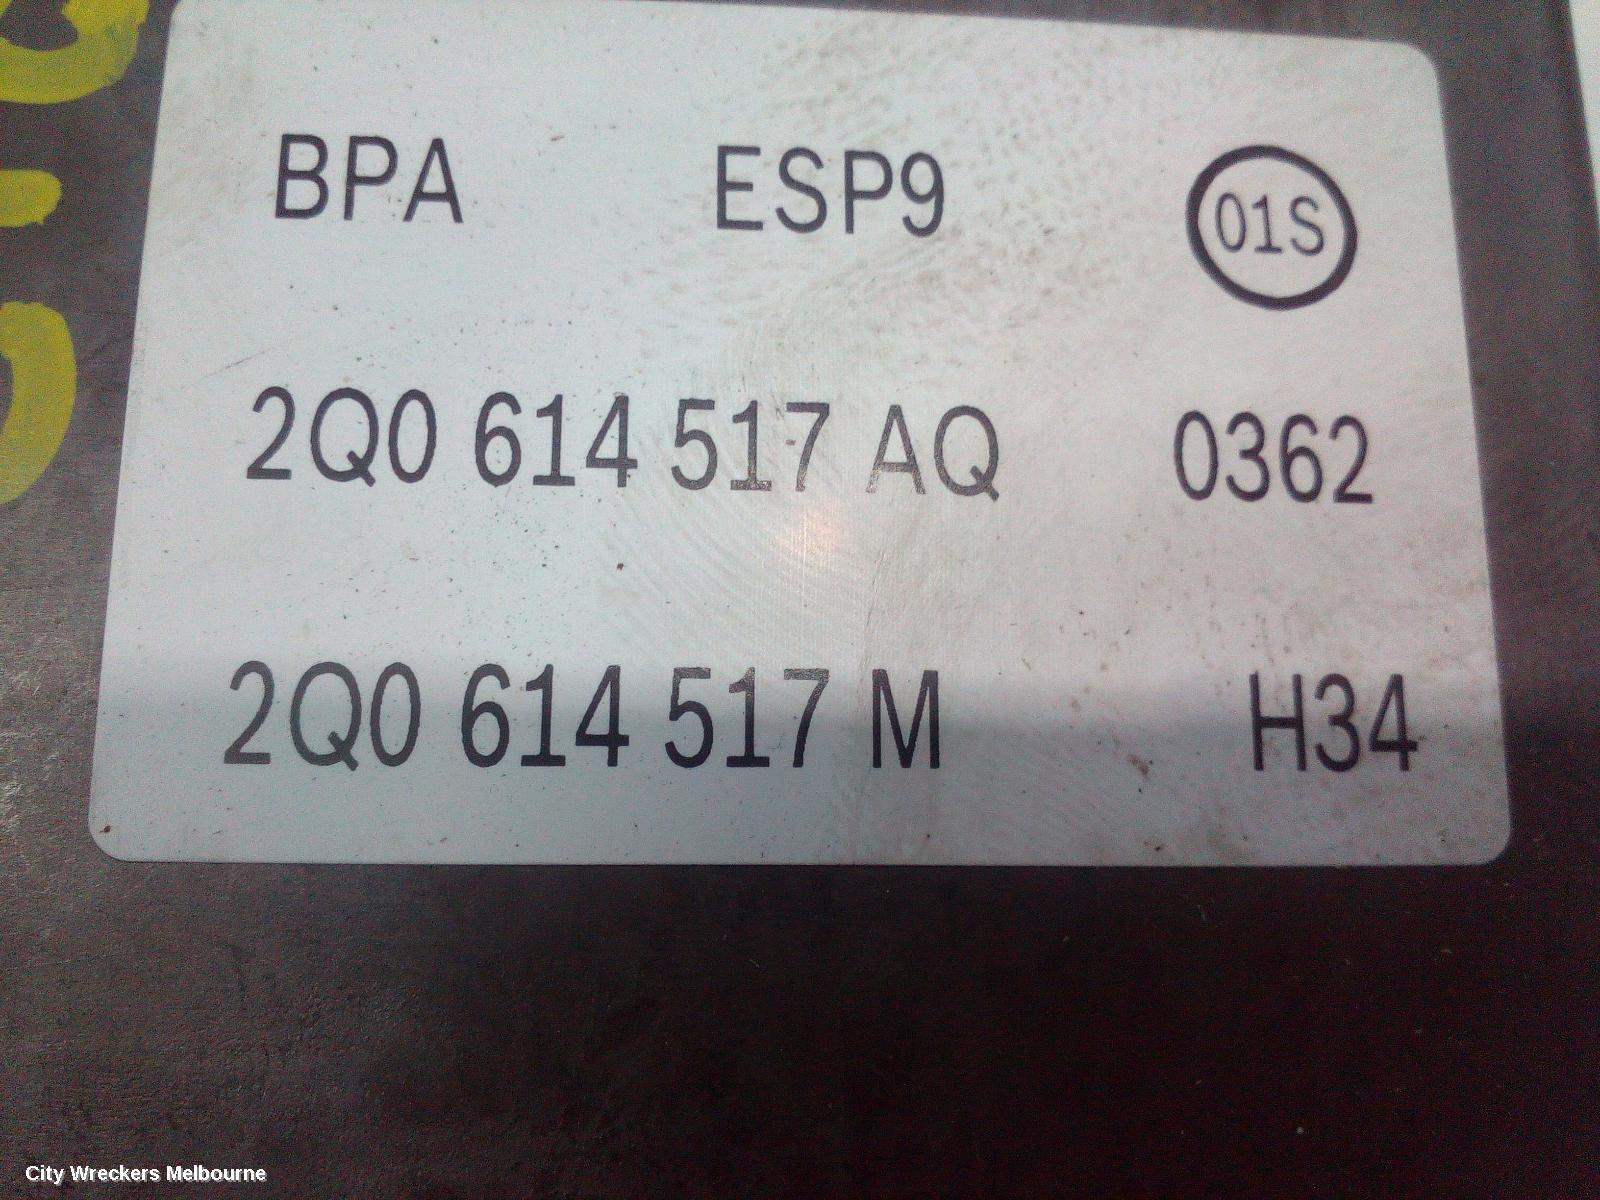 BPA ESP9 01S
2Q0 614 517 AQ 0362
2Q0 614 517 M H34
City Wreckers Melbourne